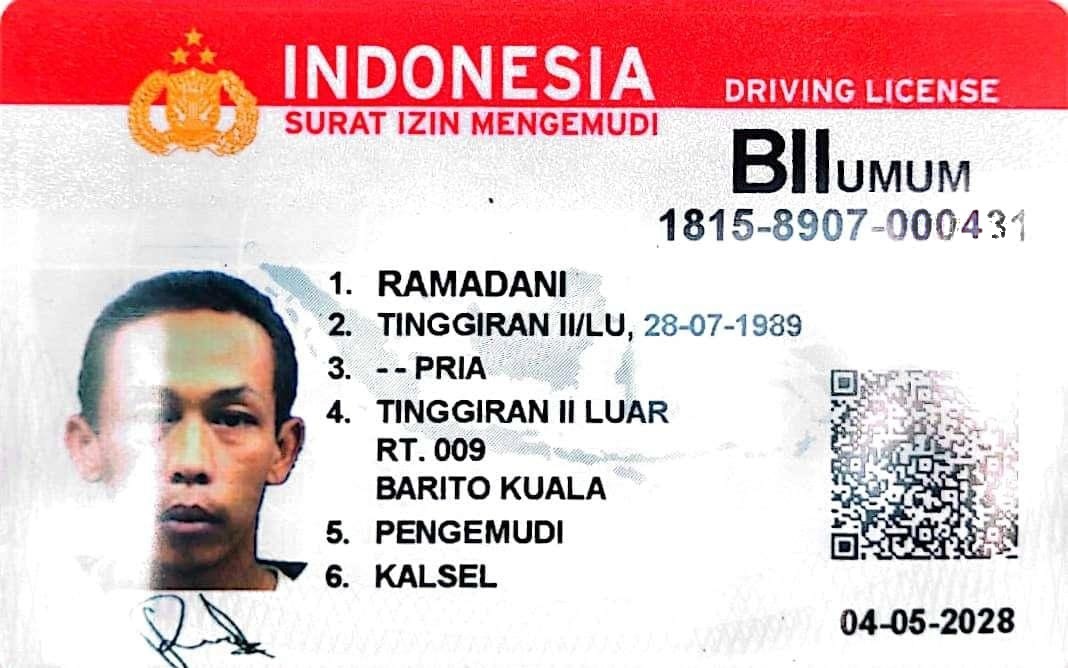 INDONESIA
DRIVING LICENSE
SURAT IZIN MENGEMUDI
BII UMUM
1815-8907-000431
1. RAMADANI
2. TINGGIRAN II/LU, 28-07-1989
3. -- PRIA
4. TINGGIRAN II LUAR
RT. 009
BARITO KUALA
5. PENGEMUDI
6. KALSEL
04-05-2028